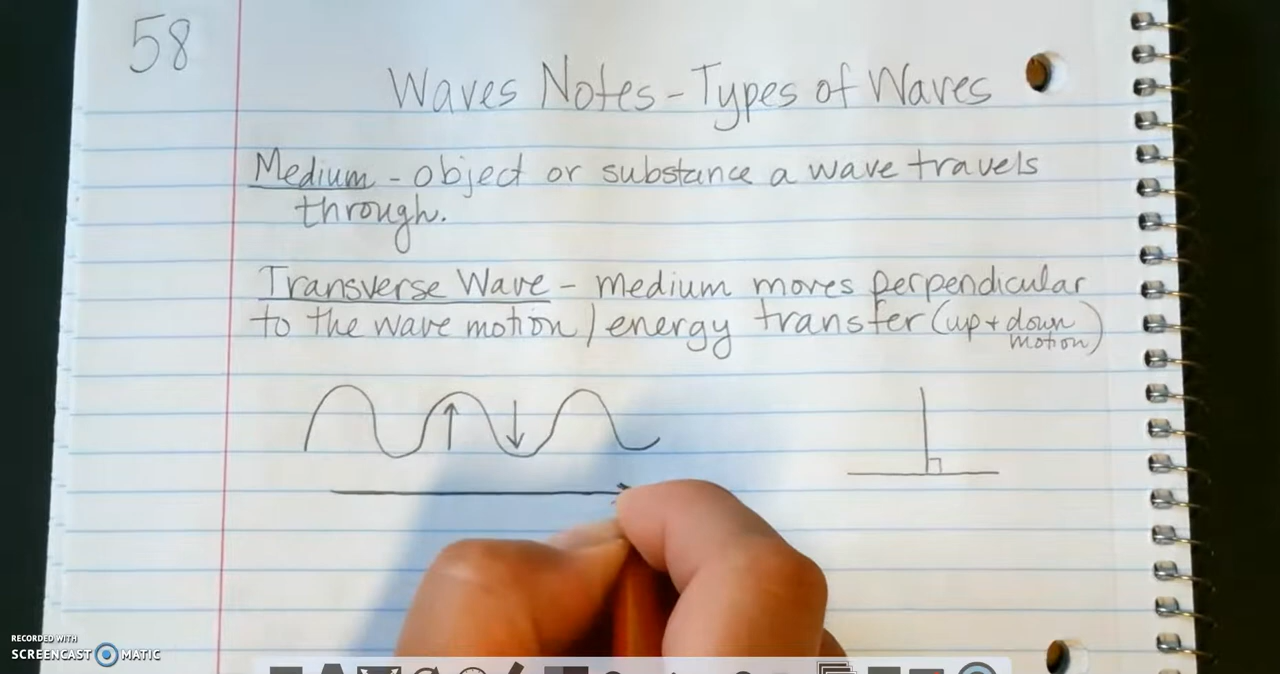 58
Waves Notes - Types of Waves
Medium - object or substance a wave travels
through.
Transverse Wave - medium moves perpendicular
to the wave motion / energy transfer (up + down
motion)
RECORDED WITH
SCREENCAST MATIC